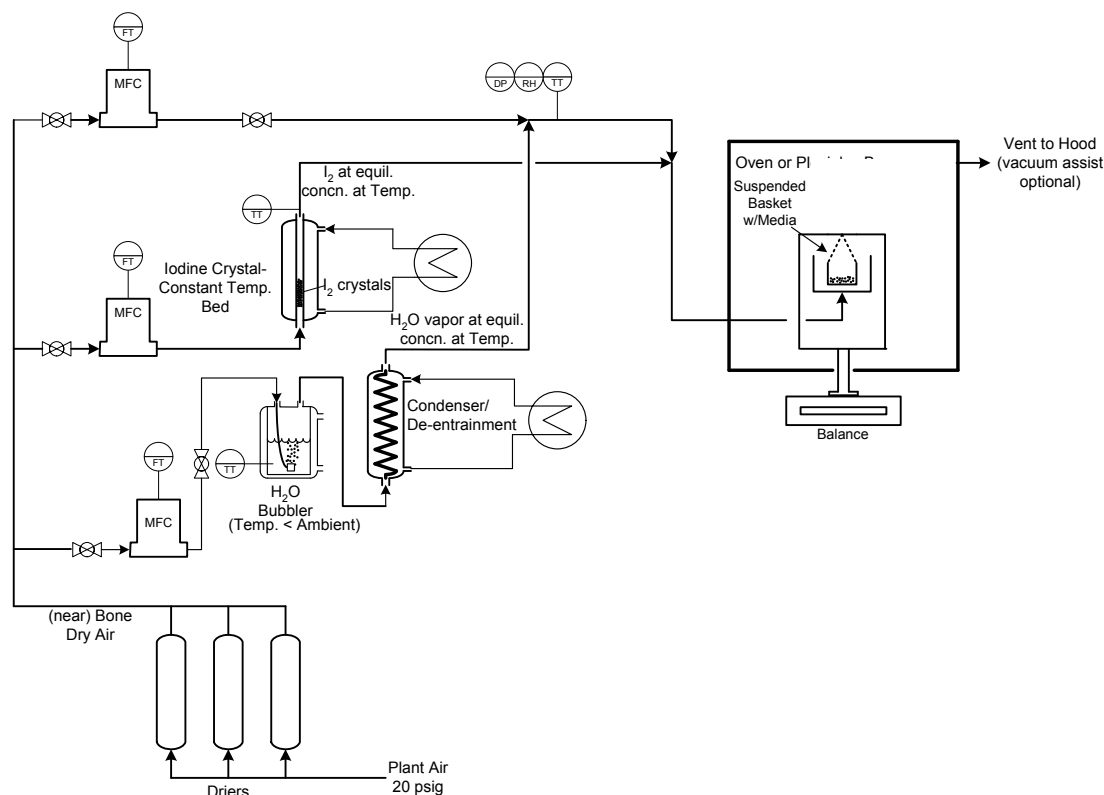 FT
MFC
DP RH TT
Vent to Hood
(vacuum assist
optional)
Oven or Pl
Suspended
Basket
w/Media
I2 at equil.
concn. at Temp.
TT
FT
MFC
Iodine Crystal-
Constant Temp.
Bed
I2 crystals
H2O vapor at equil.
concn. at Temp.
Condenser/
De-entrainment
Balance
FT
MFC
TT
H2O
Bubbler
(Temp. < Ambient)
(near) Bone
Dry Air
Plant Air
20 psig
Driers